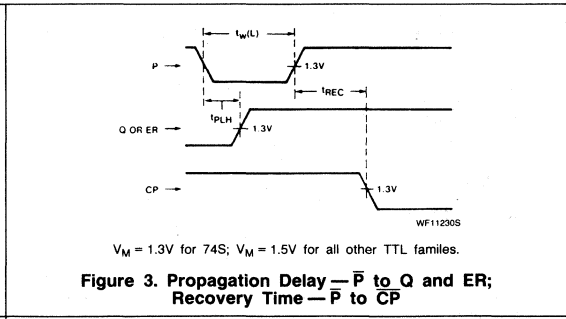 tw(L)
P → 1.3V
tREC
tPLH
Q OR ER → 1.3V
CP → 1.3V
WF11230S
VM = 1.3V for 74S; VM = 1.5V for all other TTL familes.
Figure 3. Propagation Delay — P̅ to Q and ER;
Recovery Time — P̅ to C̅P̅